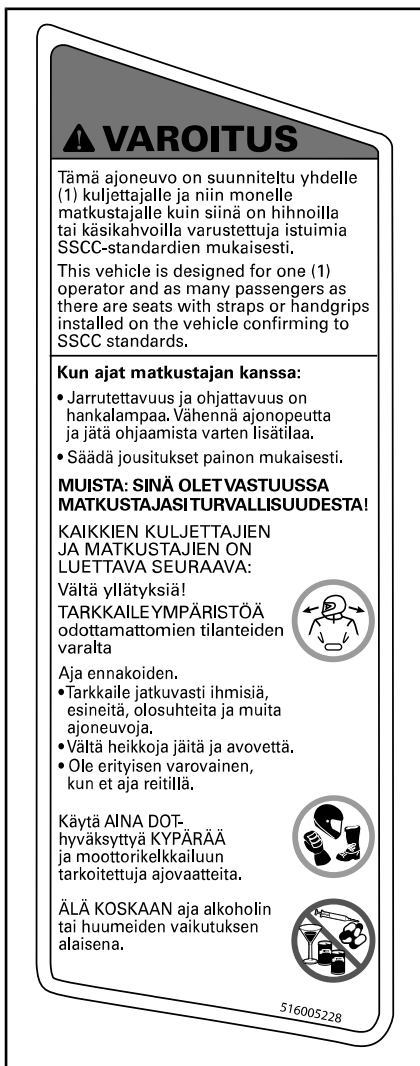 VAROITUS
Tämä ajoneuvo on suunniteltu yhdelle
(1) kuljettajalle ja niin monelle
matkustajalle kuin siinä on hihnoilla
tai käsikahvoilla varustettuja istuimia
SSCC-standardien mukaisesti.
This vehicle is designed for one (1)
operator and as many passengers as
there are seats with straps or handgrips
installed on the vehicle confirming to
SSCC standards.
Kun ajat matkustajan kanssa:
• Jarrutettavuus ja ohjattavuus on
hankalampaa. Vähennä ajonopeutta
ja jätä ohjaamista varten lisätilaa.
• Säädä jousitukset painon mukaisesti.
MUISTA: SINÄ OLET VASTUUSSA
MATKUSTAJASI TURVALLISUUDESTA!
KAIKKIEN KULJETTAJIEN
JA MATKUSTAJIEN ON
LUETTAVA SEURAAVA:
Vältä yllätyksiä!
TARKKAILE YMPÄRISTÖÄ
odottamattomien tilanteiden
varalta
Aja ennakoiden.
•Tarkkaile jatkuvasti ihmisiä,
esineitä, olosuhteita ja muita
ajoneuvoja.
•Vältä heikkoja jäitä ja avovettä.
• Ole erityisen varovainen,
kun et aja reitillä.
Käytä AINA DOT-
hyväksyttyä KYPÄRÄÄ
ja moottorikelkkailuun
tarkoitettuja ajovaatteita.
ÄLÄ KOSKAAN aja alkoholin
tai huumeiden vaikutuksen
alaisena.
516005228